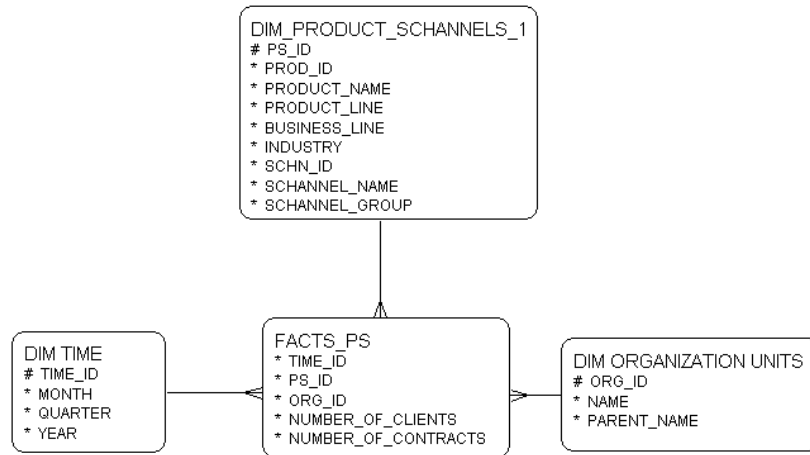 DIM_PRODUCT_SCHANNELS_1
# PS_ID
* PROD_ID
* PRODUCT_NAME
* PRODUCT_LINE
* BUSINESS_LINE
* INDUSTRY
* SCHN_ID
* SCHANNEL_NAME
* SCHANNEL_GROUP
DIM TIME
# TIME_ID
* MONTH
* QUARTER
* YEAR
FACTS_PS
* TIME_ID
* PS_ID
* ORG_ID
* NUMBER_OF_CLIENTS
* NUMBER_OF_CONTRACTS
DIM ORGANIZATION UNITS
# ORG_ID
* NAME
* PARENT_NAME